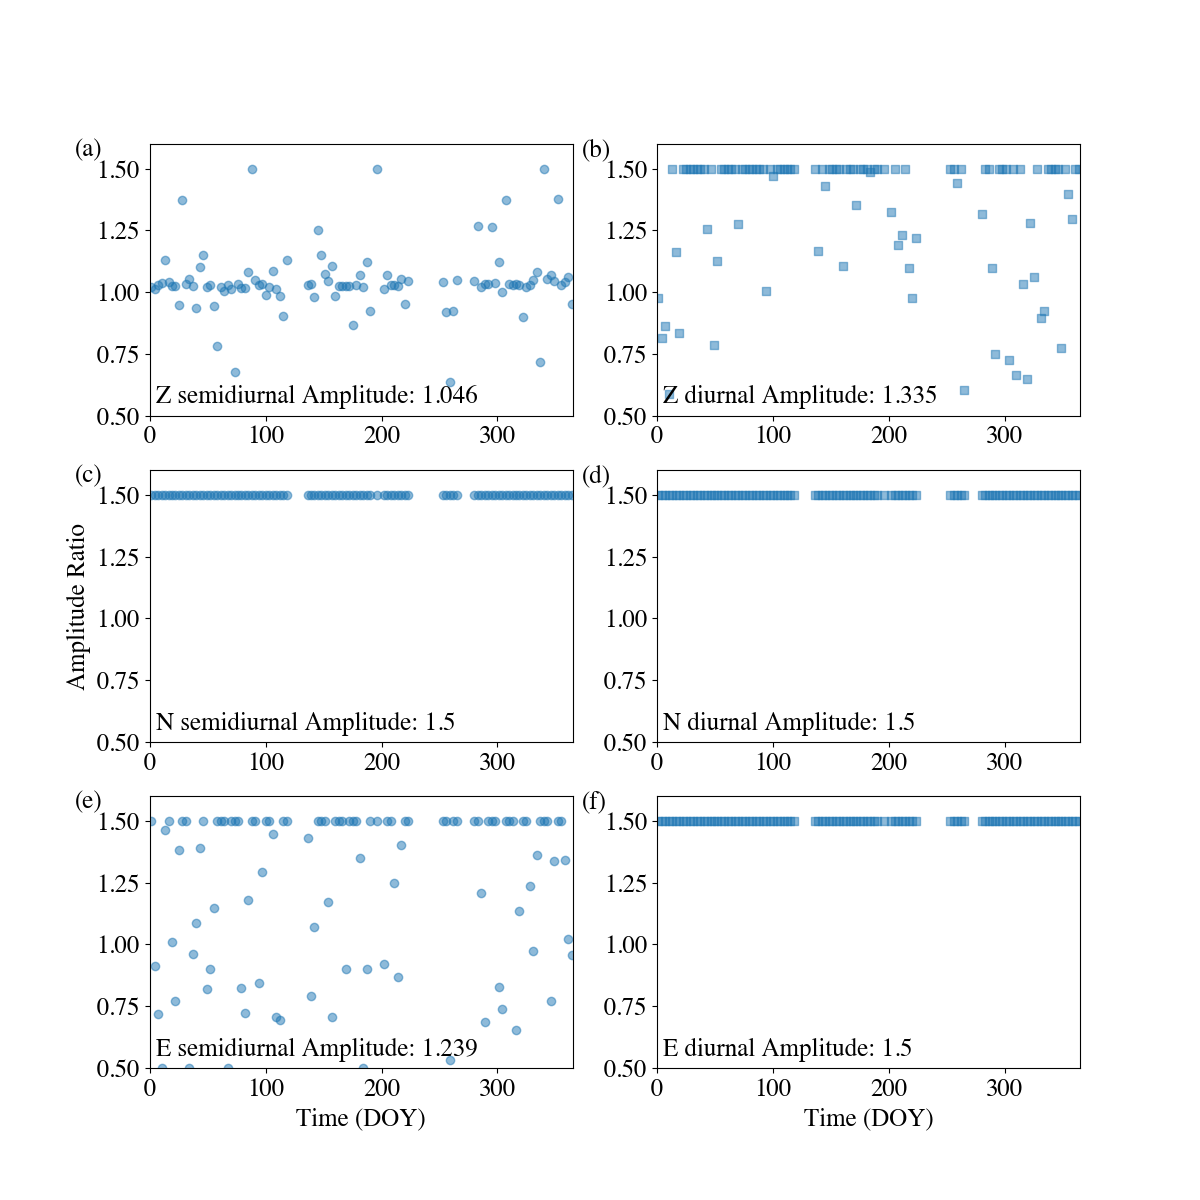 (a)
1.50
1.25
1.00
0.75
0.50
Z semidiurnal Amplitude: 1.046
0 100 200 300
(b)
1.50
1.25
1.00
0.75
0.50
Z diurnal Amplitude: 1.335
0 100 200 300
(c)
Amplitude Ratio
1.50
1.25
1.00
0.75
0.50
N semidiurnal Amplitude: 1.5
0 100 200 300
(d)
1.50
1.25
1.00
0.75
0.50
N diurnal Amplitude: 1.5
0 100 200 300
(e)
1.50
1.25
1.00
0.75
0.50
E semidiurnal Amplitude: 1.239
0 100 200 300
Time (DOY)
(f)
1.50
1.25
1.00
0.75
0.50
E diurnal Amplitude: 1.5
0 100 200 300
Time (DOY)